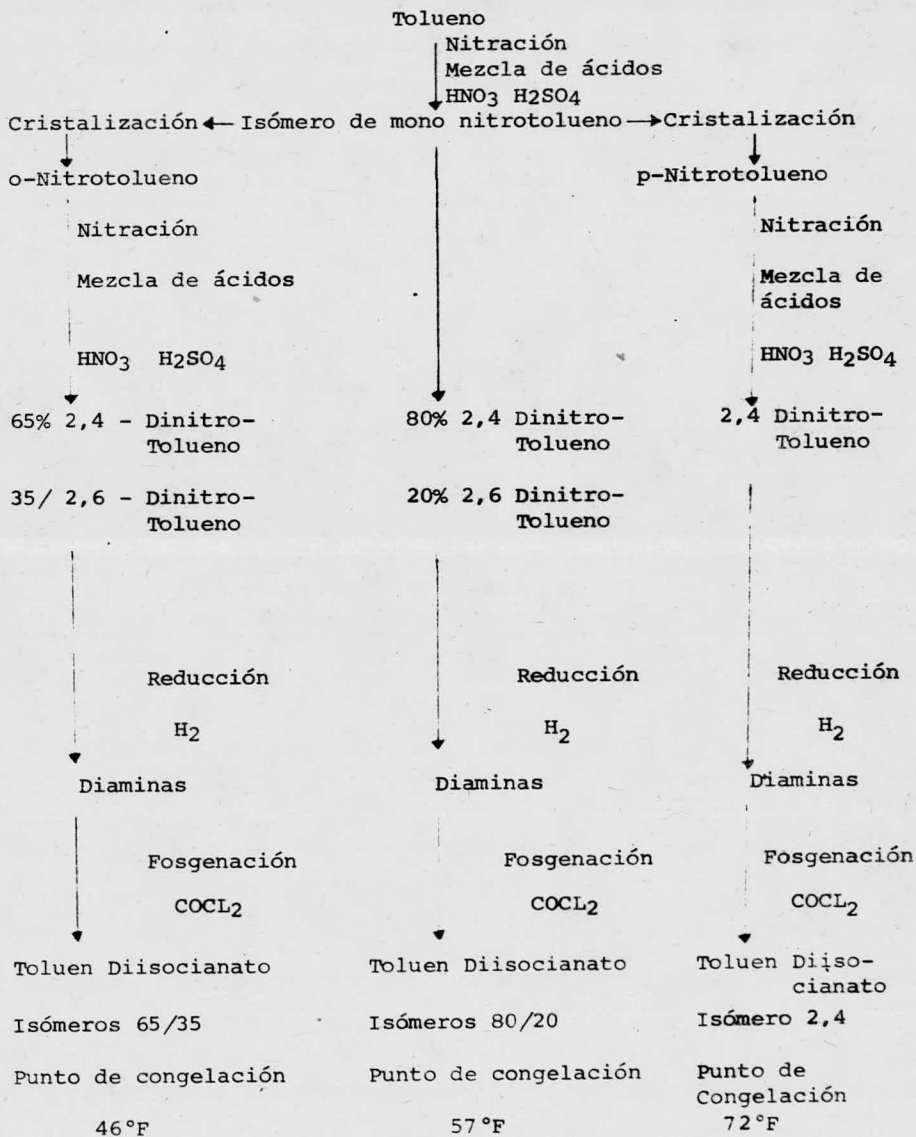 Tolueno
Nitración
Mezcla de ácidos
HNO3 H2SO4
Cristalización ← Isómero de mono nitrotolueno → Cristalización
o-Nitrotolueno
p-Nitrotolueno
Nitración
Nitración
Mezcla de ácidos
Mezcla de
ácidos
HNO3 H2SO4
HNO3 H2SO4
65% 2,4 - Dinitro-
Tolueno
80% 2,4 Dinitro-
Tolueno
2,4 Dinitro-
Tolueno
35/ 2,6 - Dinitro-
Tolueno
20% 2,6 Dinitro-
Tolueno
Reducción
Reducción
Reducción
H2
H2
H2
Diaminas
Diaminas
Diaminas
Fosgenación
Fosgenación
Fosgenación
COCL2
COCL2
COCL2
Toluen Diisocianato
Toluen Diisocianato
Toluen Diiso-
cianato
Isómeros 65/35
Isómeros 80/20
Isómero 2,4
Punto de congelación
Punto de congelación
Punto de
Congelación
46°F
57°F
72°F